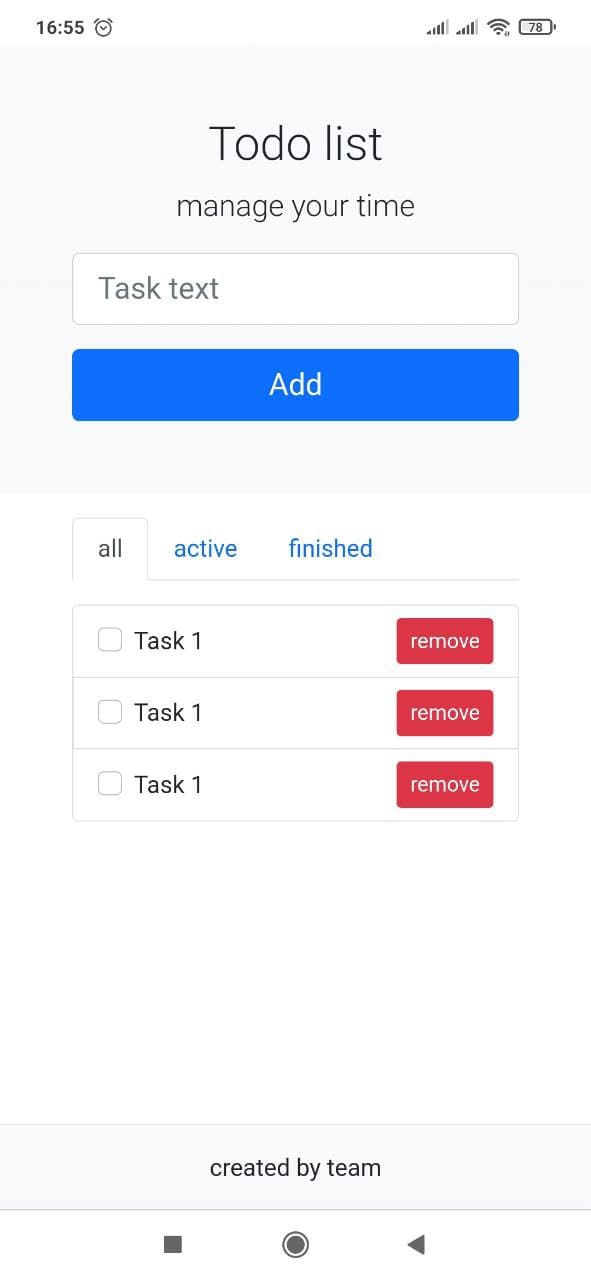 16:55 78
Todo list
manage your time
Task text
Add
all active finished
Task 1 remove
Task 1 remove
Task 1 remove
created by team